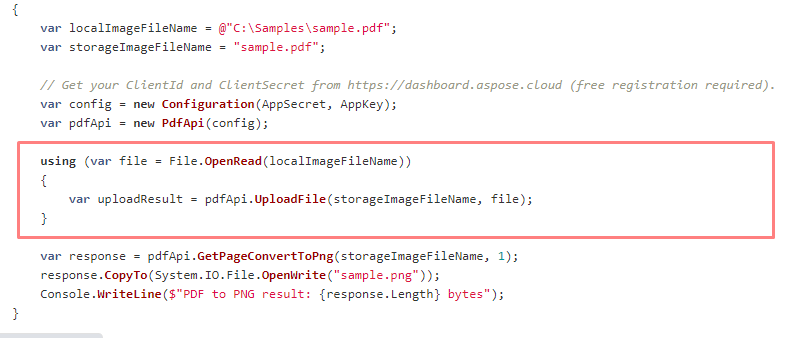 {
    var localImageFileName = @"C:\Samples\sample.pdf";
    var storageImageFileName = "sample.pdf";
    // Get your ClientId and ClientSecret from https://dashboard.aspose.cloud (free registration required).
    var config = new Configuration(AppSecret, AppKey);
    var pdfApi = new PdfApi(config);
    using (var file = File.OpenRead(localImageFileName))
    {
        var uploadResult = pdfApi.UploadFile(storageImageFileName, file);
    }
    var response = pdfApi.GetPageConvertToPng(storageImageFileName, 1);
    response.CopyTo(System.IO.File.OpenWrite("sample.png"));
    Console.WriteLine($"PDF to PNG result: {response.Length} bytes");
}